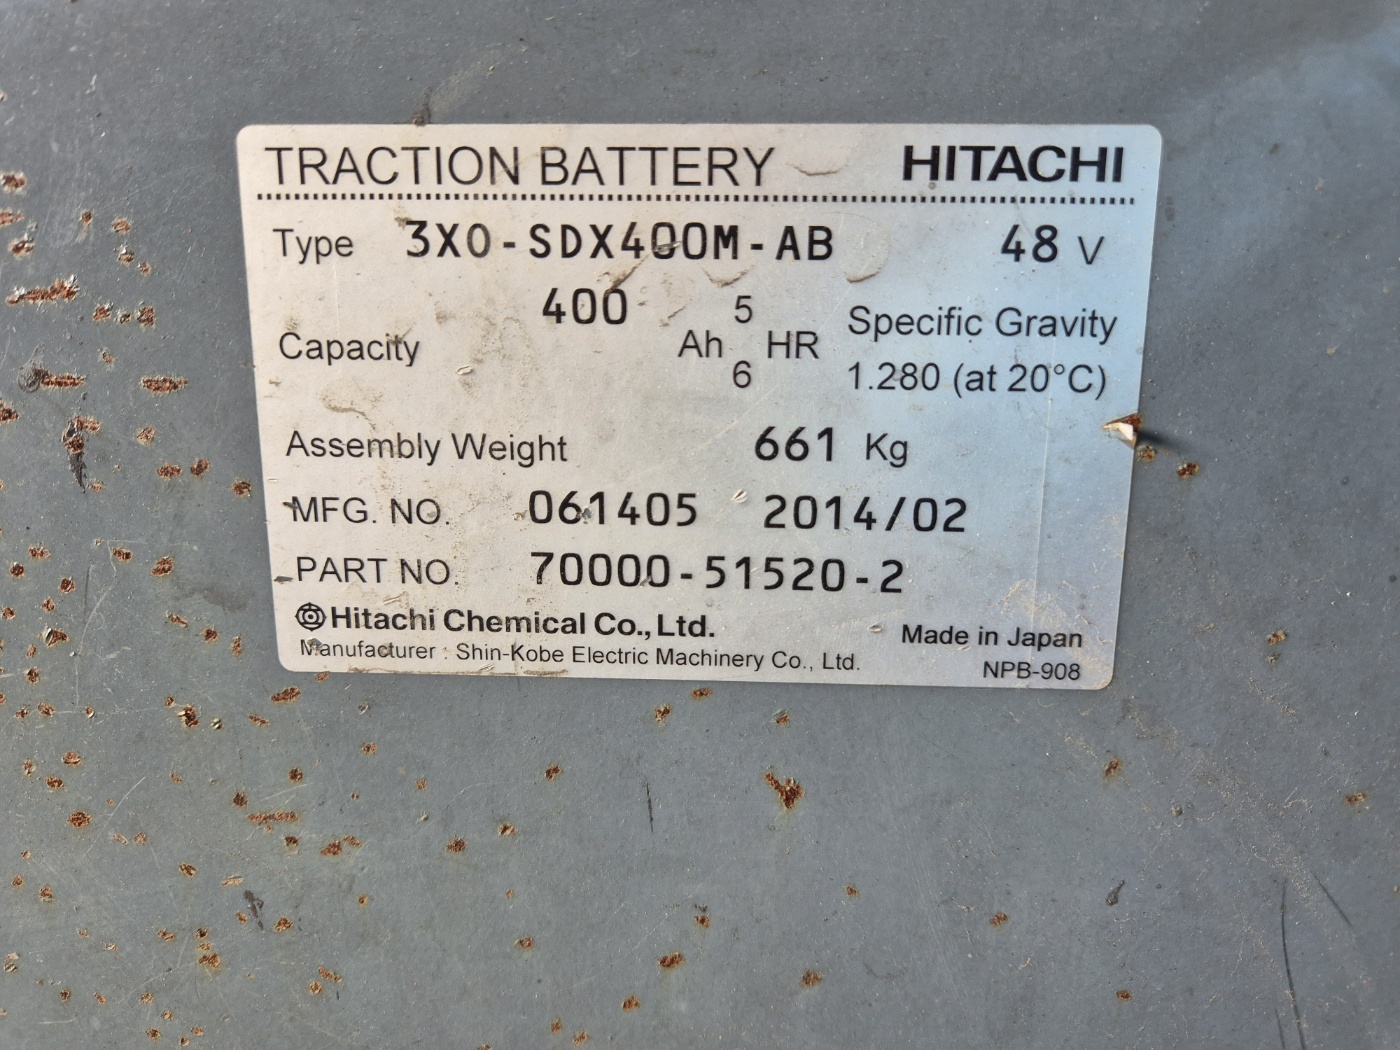 TRACTION BATTERY HITACHI
Type 3X0-SDX400M-AB 48 V
Capacity 400 Ah 5 HR
6
Specific Gravity
1.280 (at 20°C)
Assembly Weight 661 Kg
MFG. NO. 061405 2014/02
PART NO. 70000-51520-2
Hitachi Chemical Co., Ltd.
Manufacturer : Shin-Kobe Electric Machinery Co., Ltd.
Made in Japan
NPB-908